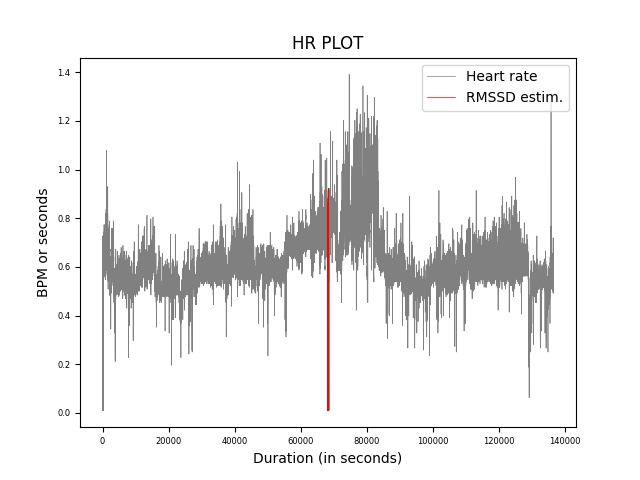 HR PLOT
Heart rate
RMSSD estim.
BPM or seconds
1.4
1.2
1.0
0.8
0.6
0.4
0.2
0.0
0 20000 40000 60000 80000 100000 120000 140000
Duration (in seconds)